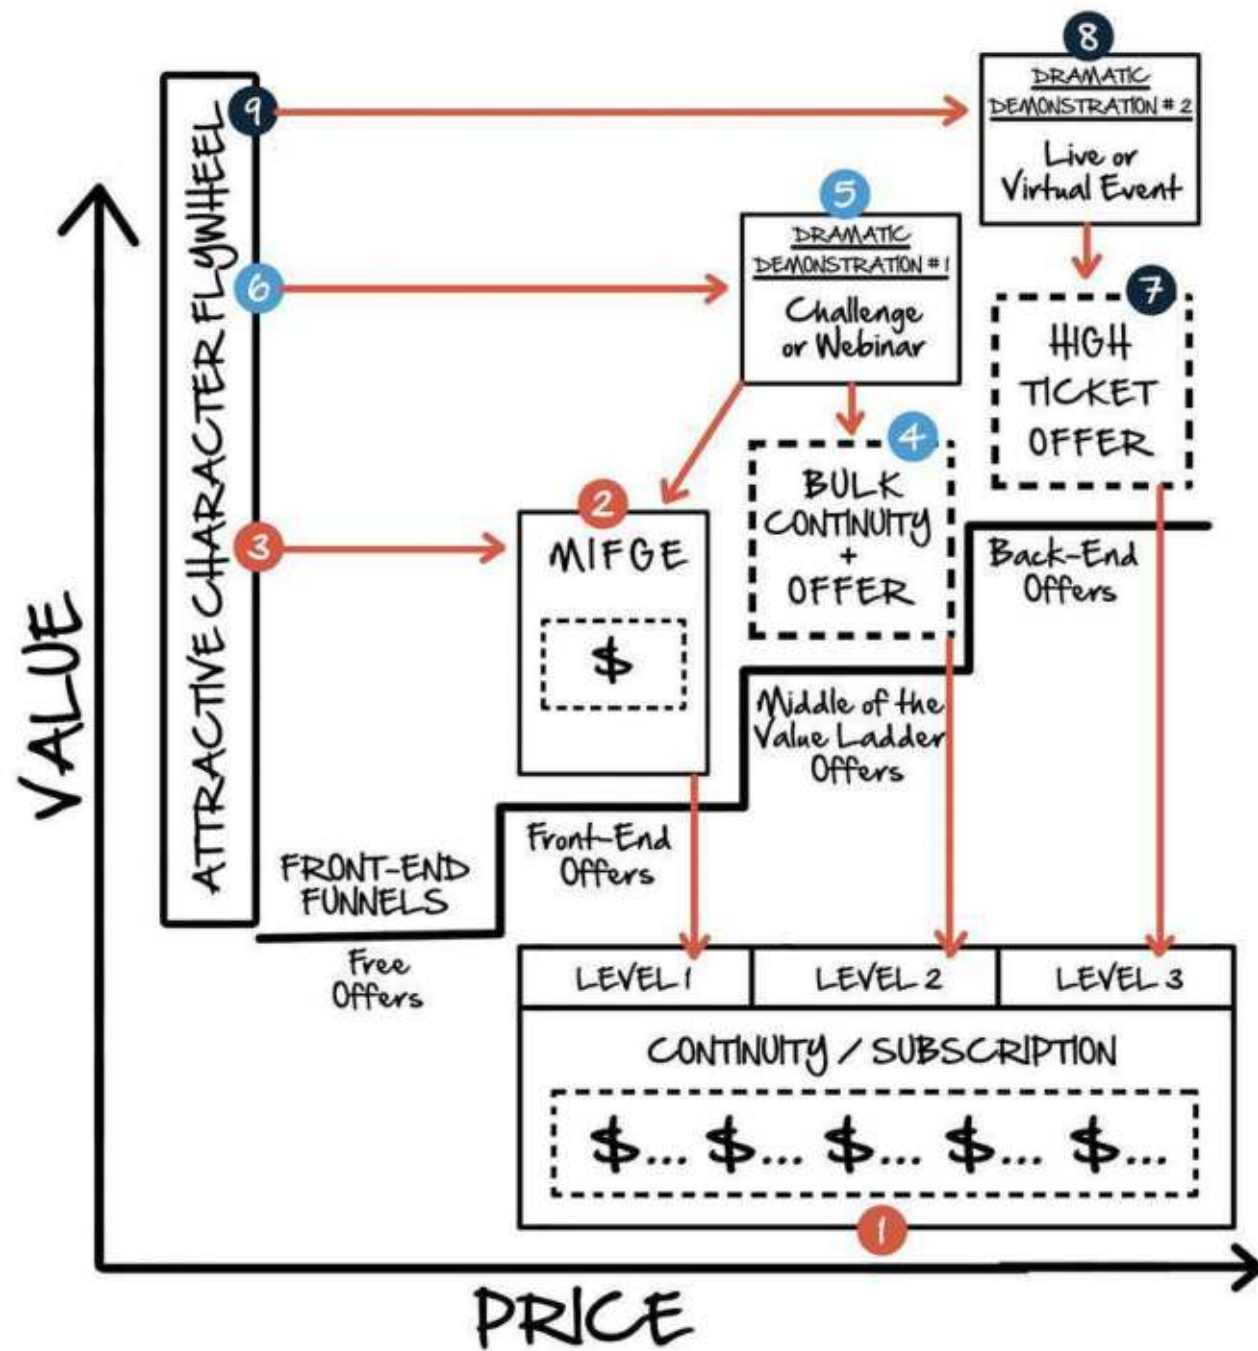 8
DRAMATIC
DEMONSTRATION # 2
Live or
Virtual Event
9
ATTRACTIVE CHARACTER FLYWHEEL
5
DRAMATIC
DEMONSTRATION # 1
Challenge
or Webinar
6
7
HIGH
TICKET
OFFER
4
BULK
CONTINUITY
+
OFFER
2
MIFGE
$
3
Back-End
Offers
VALUE
Middle of the
Value Ladder
Offers
Front-End
Offers
FRONT-END
FUNNELS
Free
Offers
LEVEL 1
LEVEL 2
LEVEL 3
CONTINUITY / SUBSCRIPTION
$... $... $... $... $...
1
PRICE